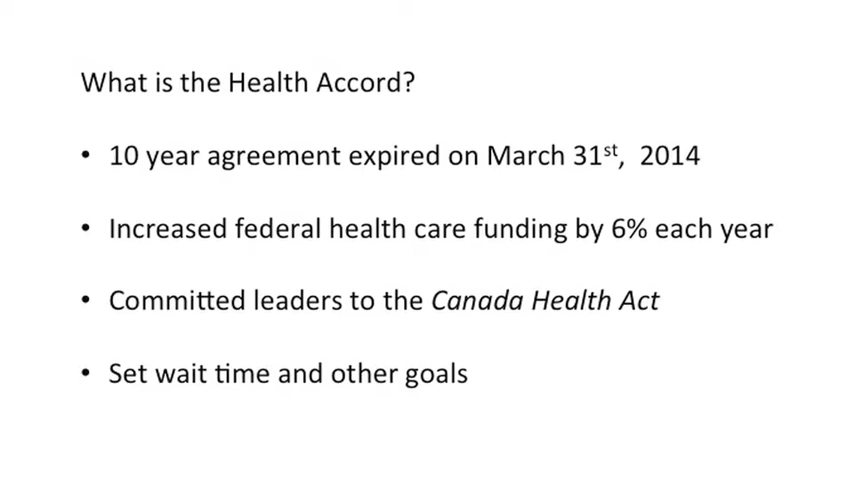 What is the Health Accord?
• 10 year agreement expired on March 31st, 2014
• Increased federal health care funding by 6% each year
• Committed leaders to the Canada Health Act
• Set wait time and other goals